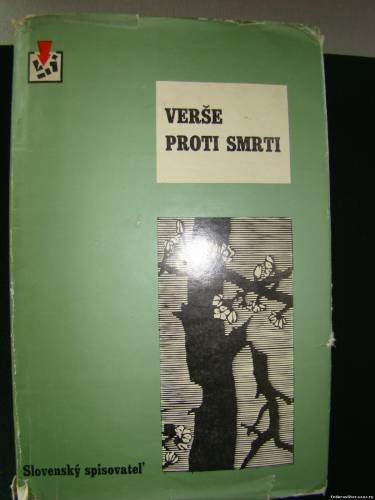 VERŠE
PROTI SMRTI
Slovenský spisovateľ